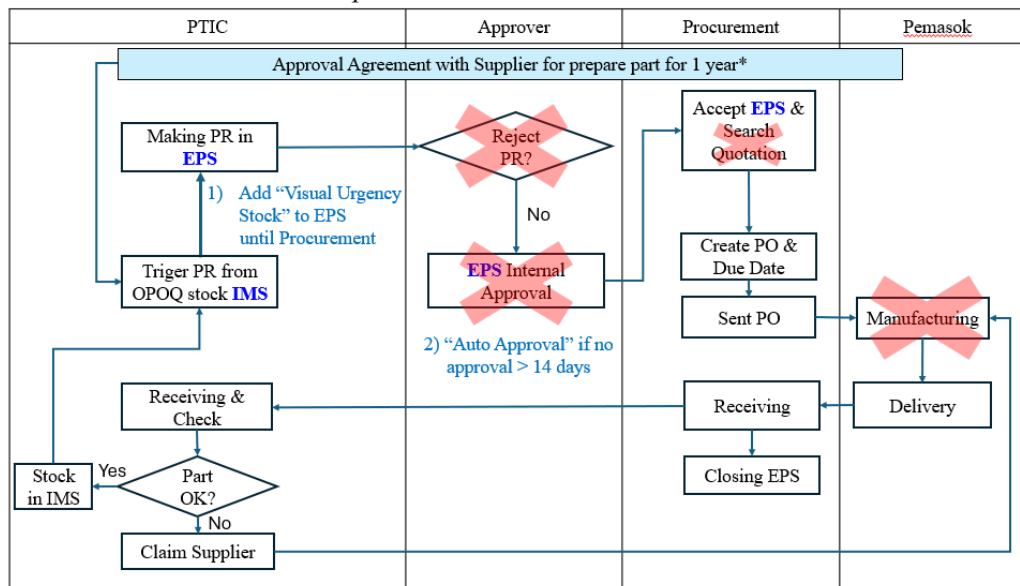 PTIC
Approver
Procurement
Pemasok
Approval Agreement with Supplier for prepare part for 1 year*
Making PR in
EPS
Reject
PR?
Accept EPS &
Search
Quotation
1) Add “Visual Urgency
Stock” to EPS
until Procurement
No
Triger PR from
OPOQ stock IMS
EPS Internal
Approval
Create PO &
Due Date
Sent PO
Manufacturing
2) “Auto Approval” if no
approval > 14 days
Receiving &
Check
Receiving
Delivery
Stock
in IMS
Yes
Part
OK?
Closing EPS
No
Claim Supplier